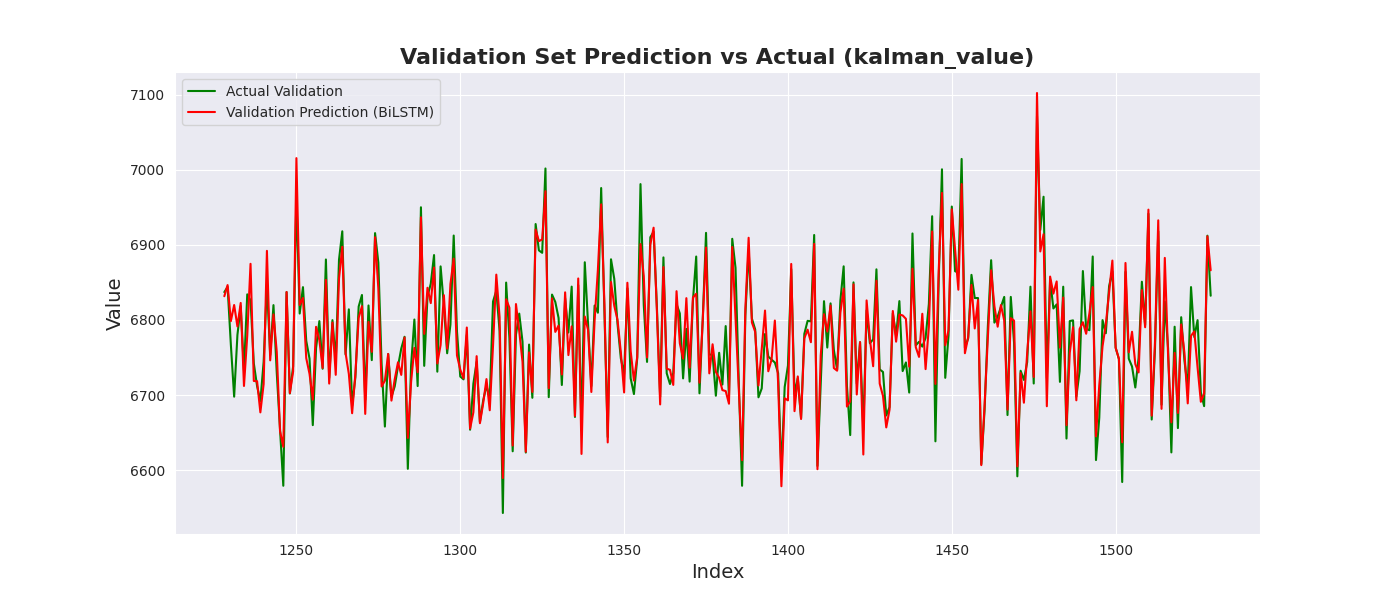 Validation Set Prediction vs Actual (kalman_value)
Actual Validation
Validation Prediction (BiLSTM)
Value
7100
7000
6900
6800
6700
6600
1250 1300 1350 1400 1450 1500
Index